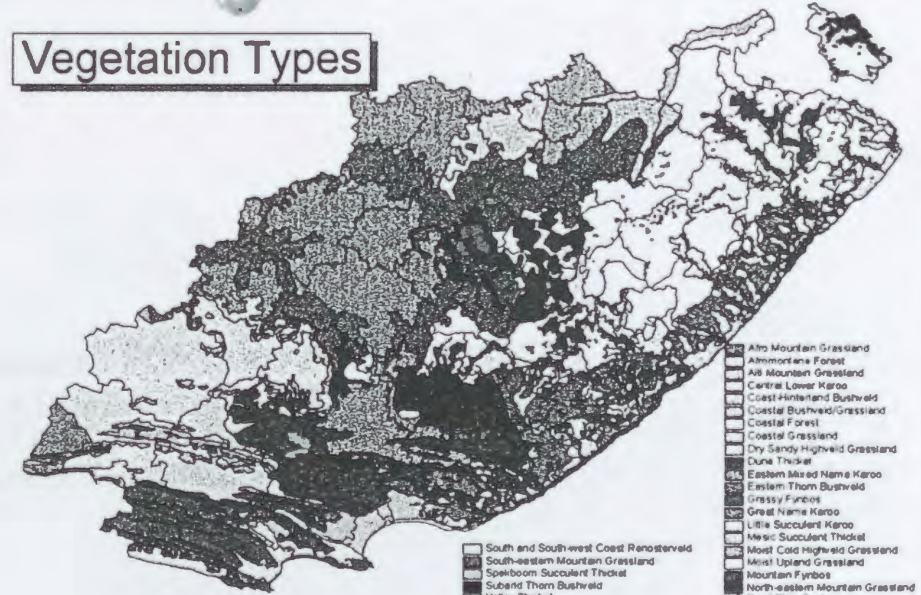 Vegetation Types
Afro Mountain Grassland
Afromontane Forest
Alti Mountain Grassland
Central Lower Karoo
Coast-Hinterland Bushveld
Coastal Bushveld/Grassland
Coastal Forest
Coastal Grassland
Dry Sandy Highveld Grassland
Dune Thicket
Eastern Mixed Nama Karoo
Eastern Thorn Bushveld
Grassy Fynbos
Great Nama Karoo
Little Succulent Karoo
Mesic Succulent Thicket
Moist Cold Highveld Grassland
Moist Upland Grassland
Mountain Fynbos
North-eastern Mountain Grassland
South and South-west Coast Renosterveld
South-eastern Mountain Grassland
Spekboom Succulent Thicket
Subarid Thorn Bushveld